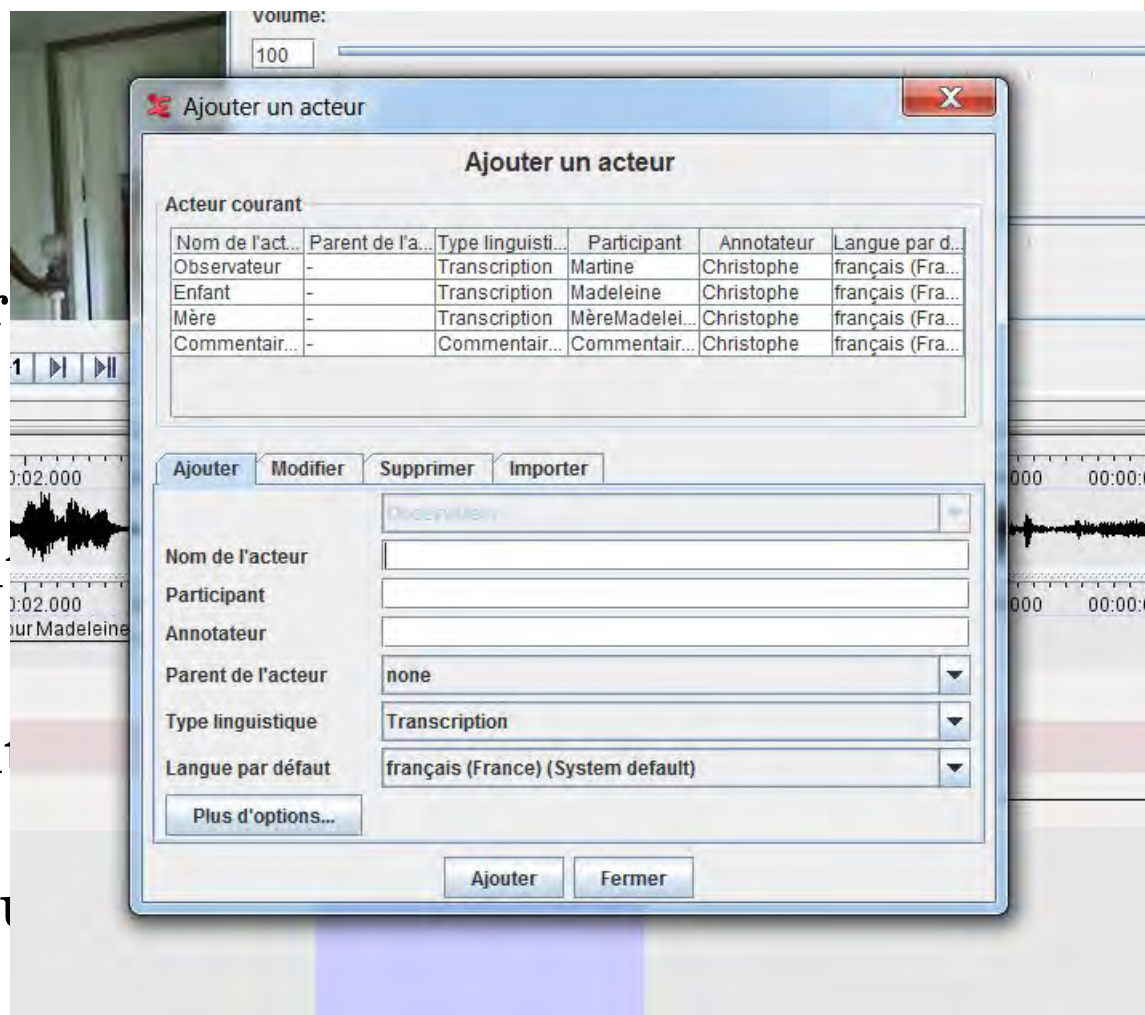 Volume:
100
Ajouter un acteur
Ajouter un acteur
Acteur courant
Nom de l'act... Parent de l'a... Type linguisti... Participant Annotateur Langue par d...
Observateur - Transcription Martine Christophe français (Fra...
Enfant - Transcription Madeleine Christophe français (Fra...
Mère - Transcription MèreMadelei... Christophe français (Fra...
Commentair... - Commentair... Commentair... Christophe français (Fra...
Ajouter Modifier Supprimer Importer
Observateur
Nom de l'acteur
Participant
Annotateur
Parent de l'acteur none
Type linguistique Transcription
Langue par défaut français (France) (System default)
Plus d'options...
Ajouter Fermer
1
0:02.000 000 00:00:
0:02.000 000 00:00:
ur Madeleine